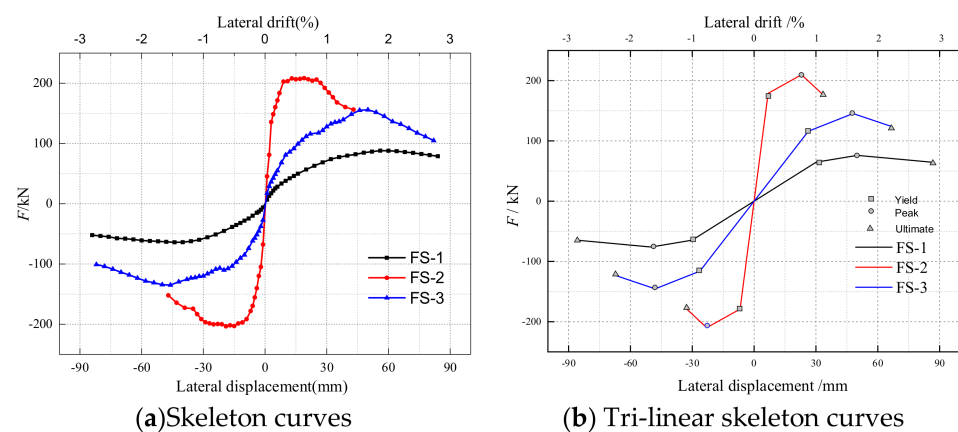 Lateral drift(%)
-3 -2 -1 0 1 2 3
F/kN
200
100
0
-100
-200
FS-1
FS-2
FS-3
-90 -60 -30 0 30 60 90
Lateral displacement(mm)
(a)Skeleton curves
Lateral drift /%
-3 -2 -1 0 1 2 3
F / kN
200
100
0
-100
-200
Yield
Peak
Ultimate
FS-1
FS-2
FS-3
-90 -60 -30 0 30 60 90
Lateral displacement /mm
(b) Tri-linear skeleton curves